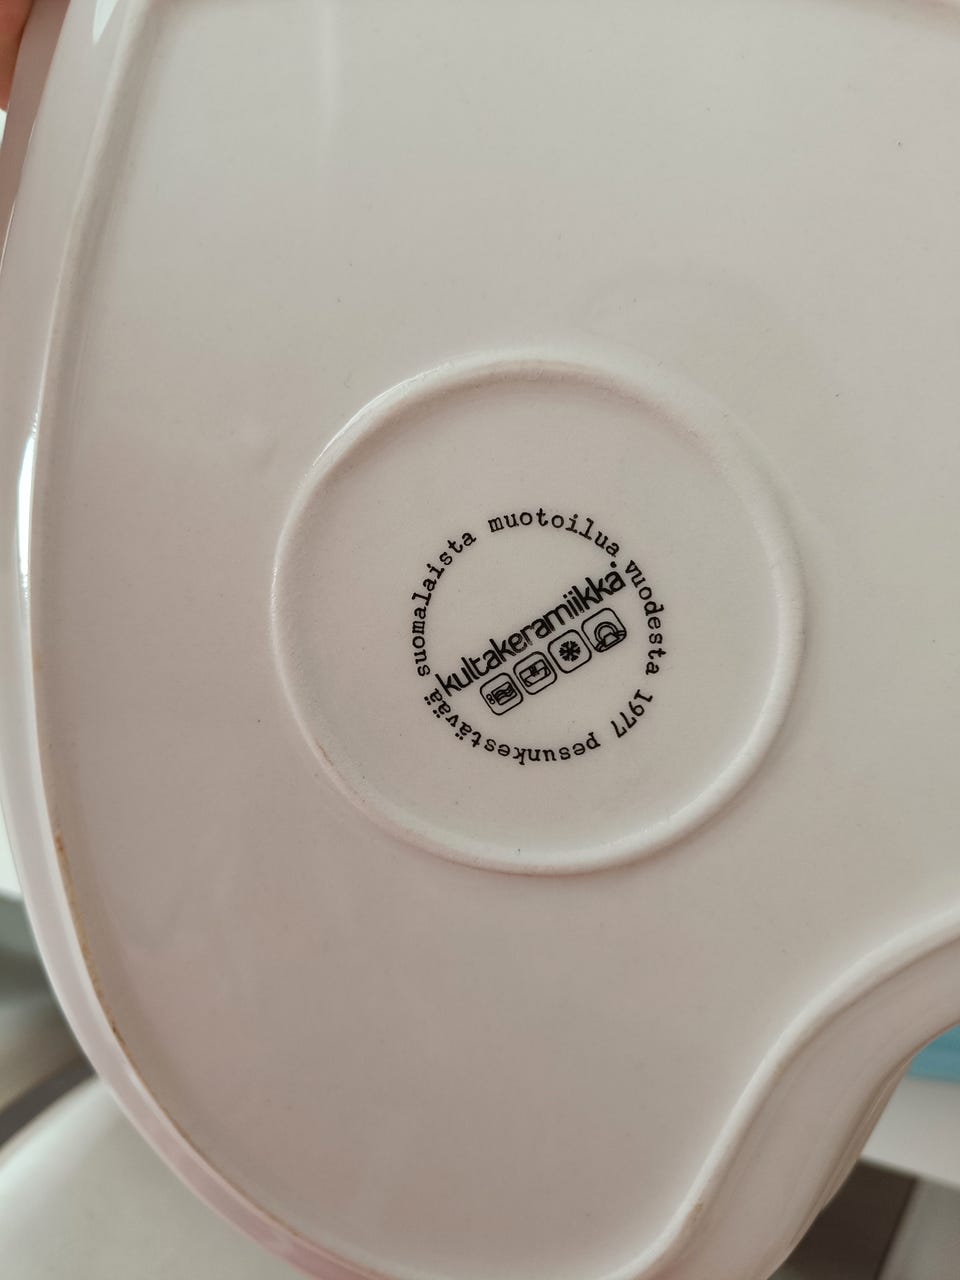 suomalaista muotoilua vuodesta 1977 pesunkestävää
kultakeramiikka